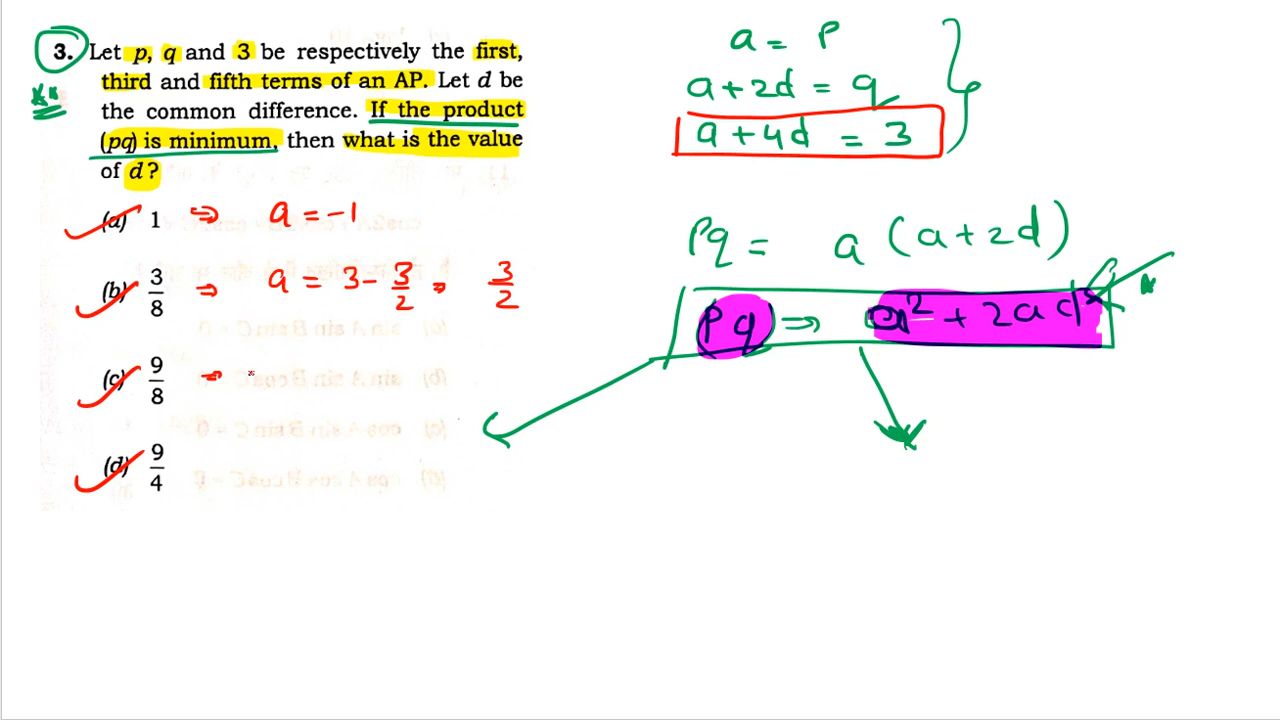 3. Let p, q and 3 be respectively the first,
third and fifth terms of an AP. Let d be
the common difference. If the product
(pq) is minimum, then what is the value
of d?
(a) 1 ⇒ a = -1
(b) 3/8 ⇒ a = 3 - 3/2 = 3/2
(c) 9/8 ⇒
(d) 9/4
a = P
a + 2d = q
a + 4d = 3
Pq = a (a + 2d)
Pq ⇒ a² + 2ad